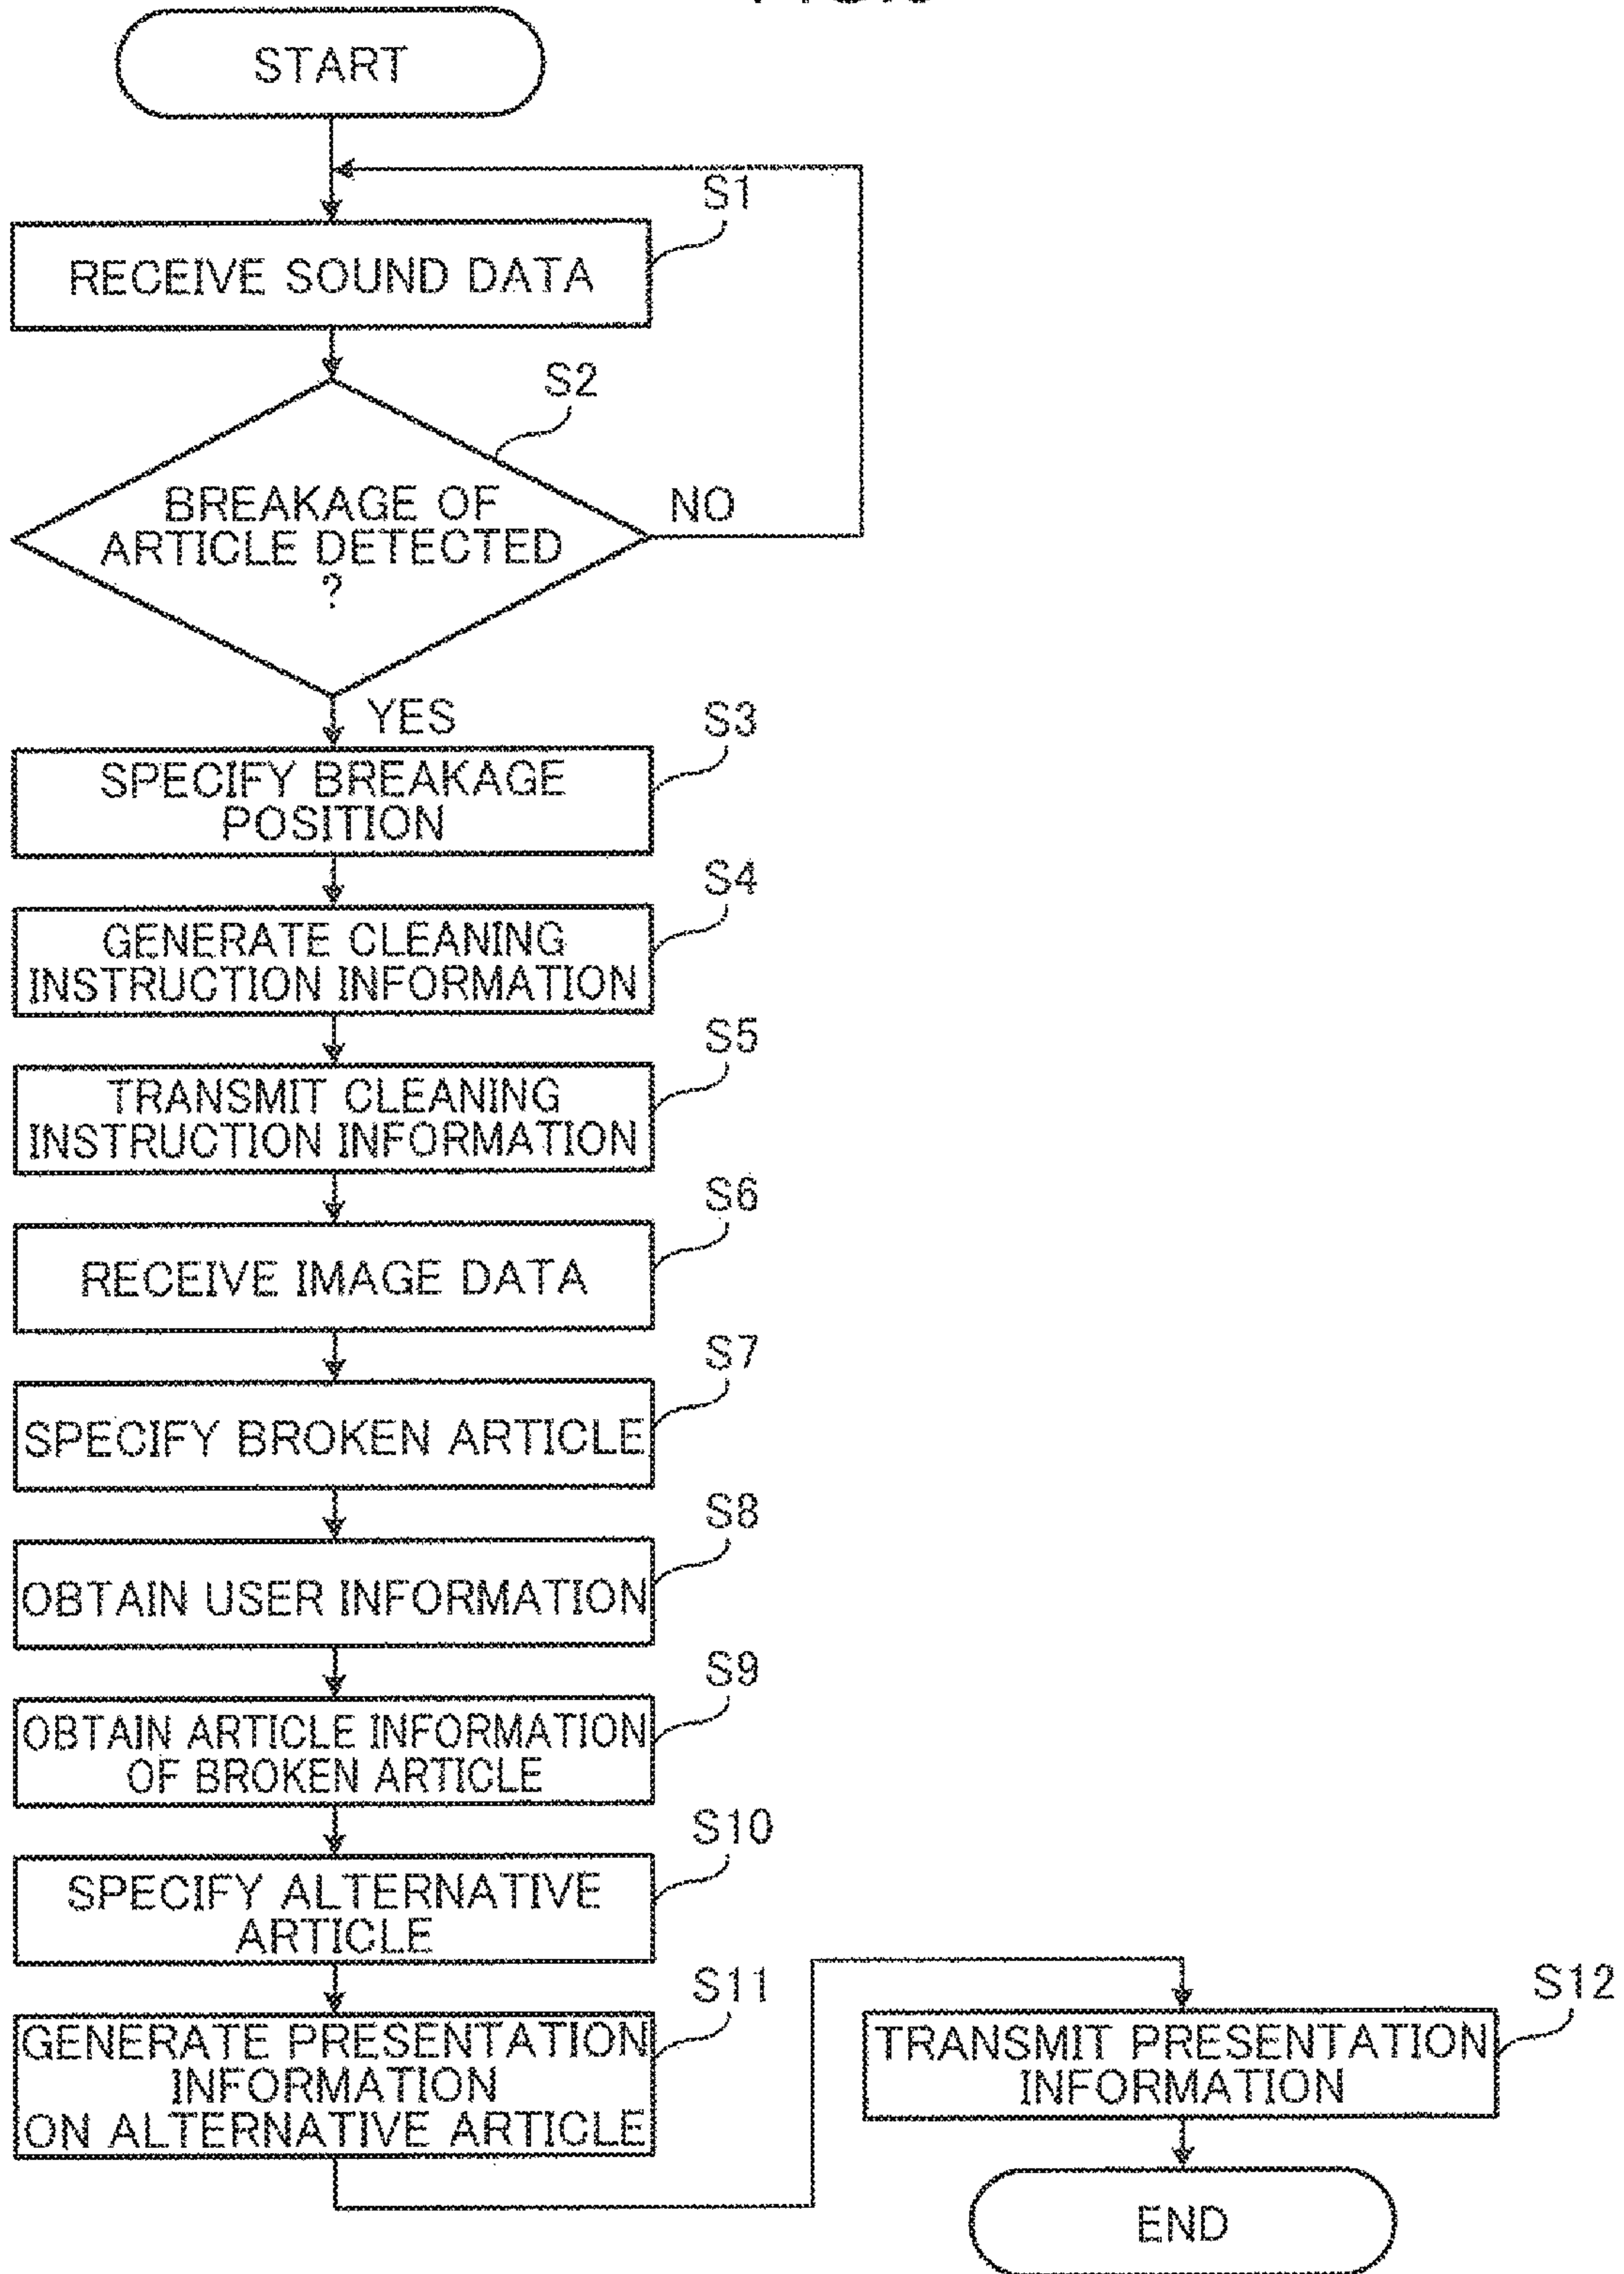 START
S1
RECEIVE SOUND DATA
S2
BREAKAGE OF
ARTICLE DETECTED
?
NO
YES
S3
SPECIFY BREAKAGE
POSITION
S4
GENERATE CLEANING
INSTRUCTION INFORMATION
S5
TRANSMIT CLEANING
INSTRUCTION INFORMATION
S6
RECEIVE IMAGE DATA
S7
SPECIFY BROKEN ARTICLE
S8
OBTAIN USER INFORMATION
S9
OBTAIN ARTICLE INFORMATION
OF BROKEN ARTICLE
S10
SPECIFY ALTERNATIVE
ARTICLE
S11
GENERATE PRESENTATION
INFORMATION
ON ALTERNATIVE ARTICLE
S12
TRANSMIT PRESENTATION
INFORMATION
END